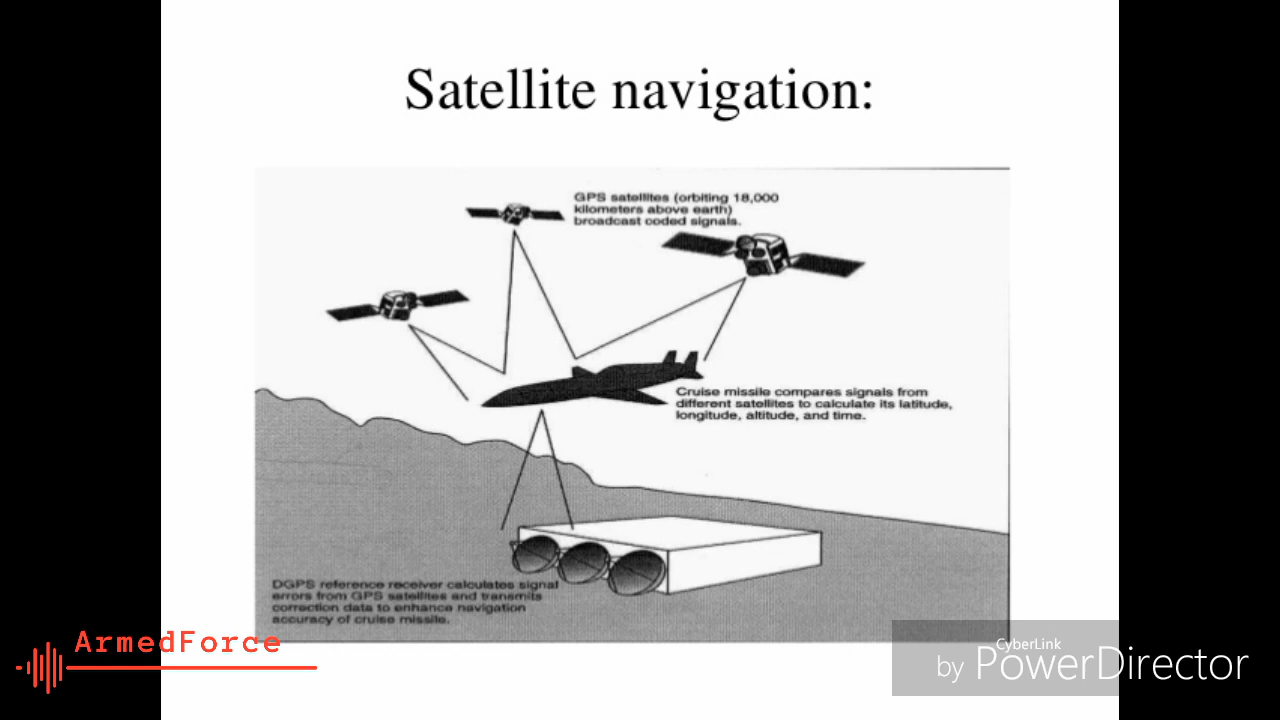 Satellite navigation:
GPS satellites (orbiting 18,000
kilometers above earth)
broadcast coded signals.
Cruise missile compares signals from
different satellites to calculate its latitude,
longitude, altitude, and time.
DGPS reference receiver calculates signal
errors from GPS satellites and transmits
correction data to enhance navigation
accuracy of cruise missile.
ArmedForce
CyberLink
by PowerDirector